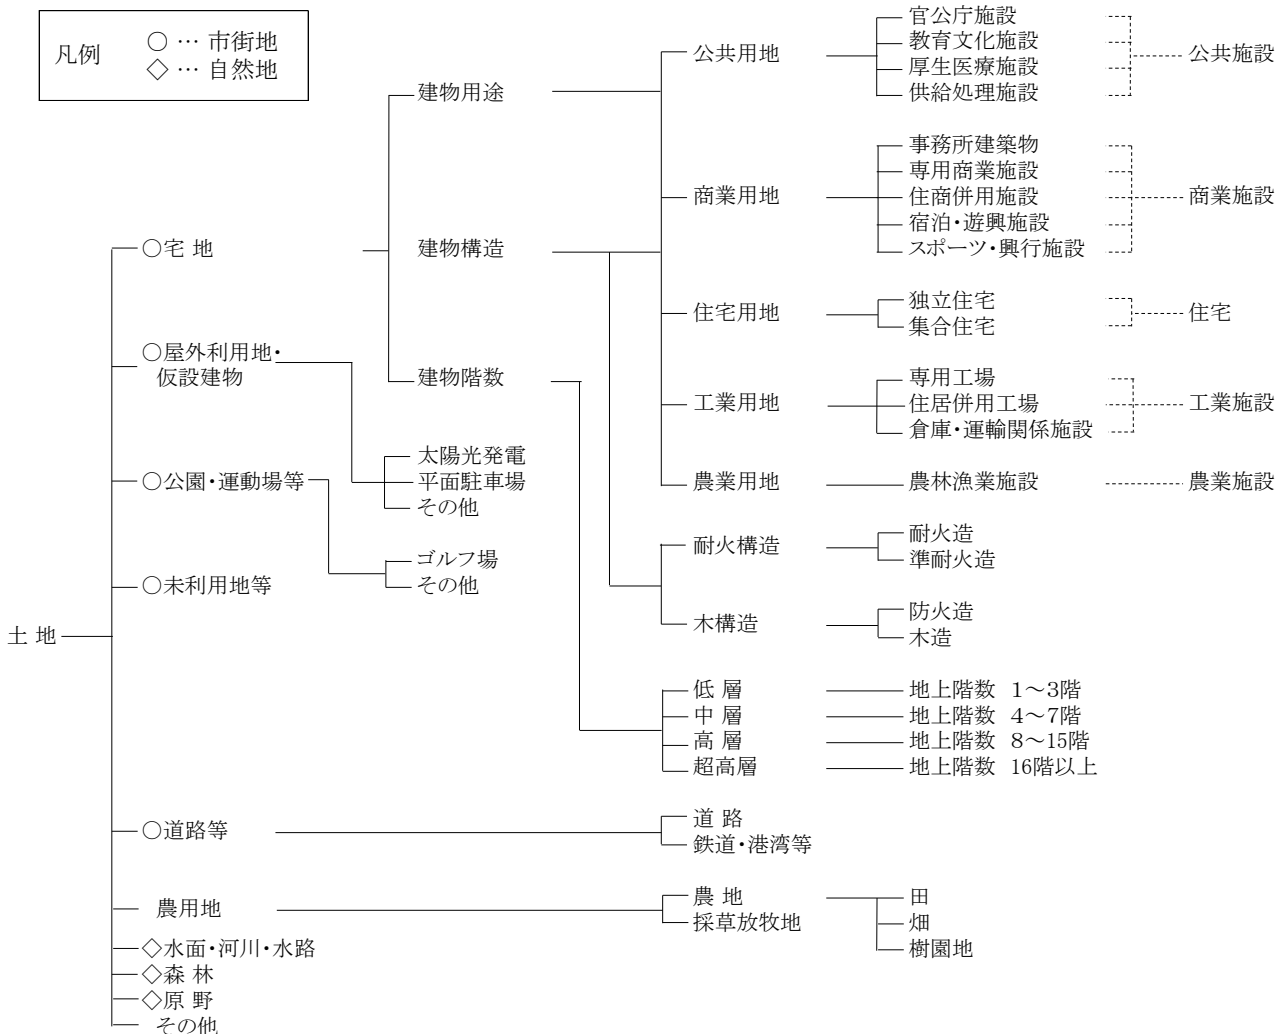 凡例
○ … 市街地
◇ … 自然地
土 地
○宅 地
○屋外利用地・
仮設建物
○公園・運動場等
○未利用地等
○道路等
農用地
◇水面・河川・水路
◇森 林
◇原 野
その他
建物用途
建物構造
建物階数
太陽光発電
平面駐車場
その他
ゴルフ場
その他
公共用地
官公庁施設
教育文化施設
厚生医療施設
供給処理施設
公共施設
商業用地
事務所建築物
専用商業施設
住商併用施設
宿泊・遊興施設
スポーツ・興行施設
商業施設
住宅用地
独立住宅
集合住宅
住宅
工業用地
専用工場
住居併用工場
倉庫・運輸関係施設
工業施設
農業用地
農林漁業施設
農業施設
耐火構造
耐火造
準耐火造
木構造
防火造
木造
低 層
地上階数 1～3階
中 層
地上階数 4～7階
高 層
地上階数 8～15階
超高層
地上階数 16階以上
道 路
鉄道・港湾等
農 地
採草放牧地
田
畑
樹園地